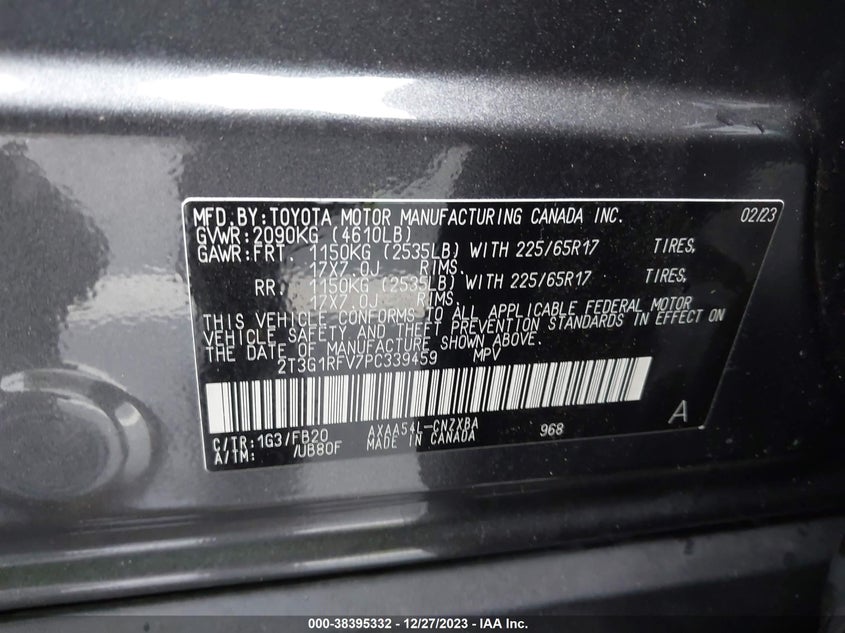 MFD.BY:TOYOTA MOTOR MANUFACTURING CANADA INC. 02/23
GVWR:2090KG (4610LB)
GAWR:FRT. 1150KG (2535LB) WITH 225/65R17 TIRES,
17X7.0J RIMS.
RR. 1150KG (2535LB) WITH 225/65R17 TIRES,
17X7.0J RIMS.
THIS VEHICLE CONFORMS TO ALL APPLICABLE FEDERAL MOTOR
VEHICLE SAFETY AND THEFT PREVENTION STANDARDS IN EFFECT ON
THE DATE OF MANUFACTURE SHOWN ABOVE.
2T3G1RFV7PC339459 MPV
A
C/TR:1G3/FB20 AXAA54L-CNZXBA 968
A/TM: /UB80F MADE IN CANADA
000-38395332 - 12/27/2023 - IAA Inc.